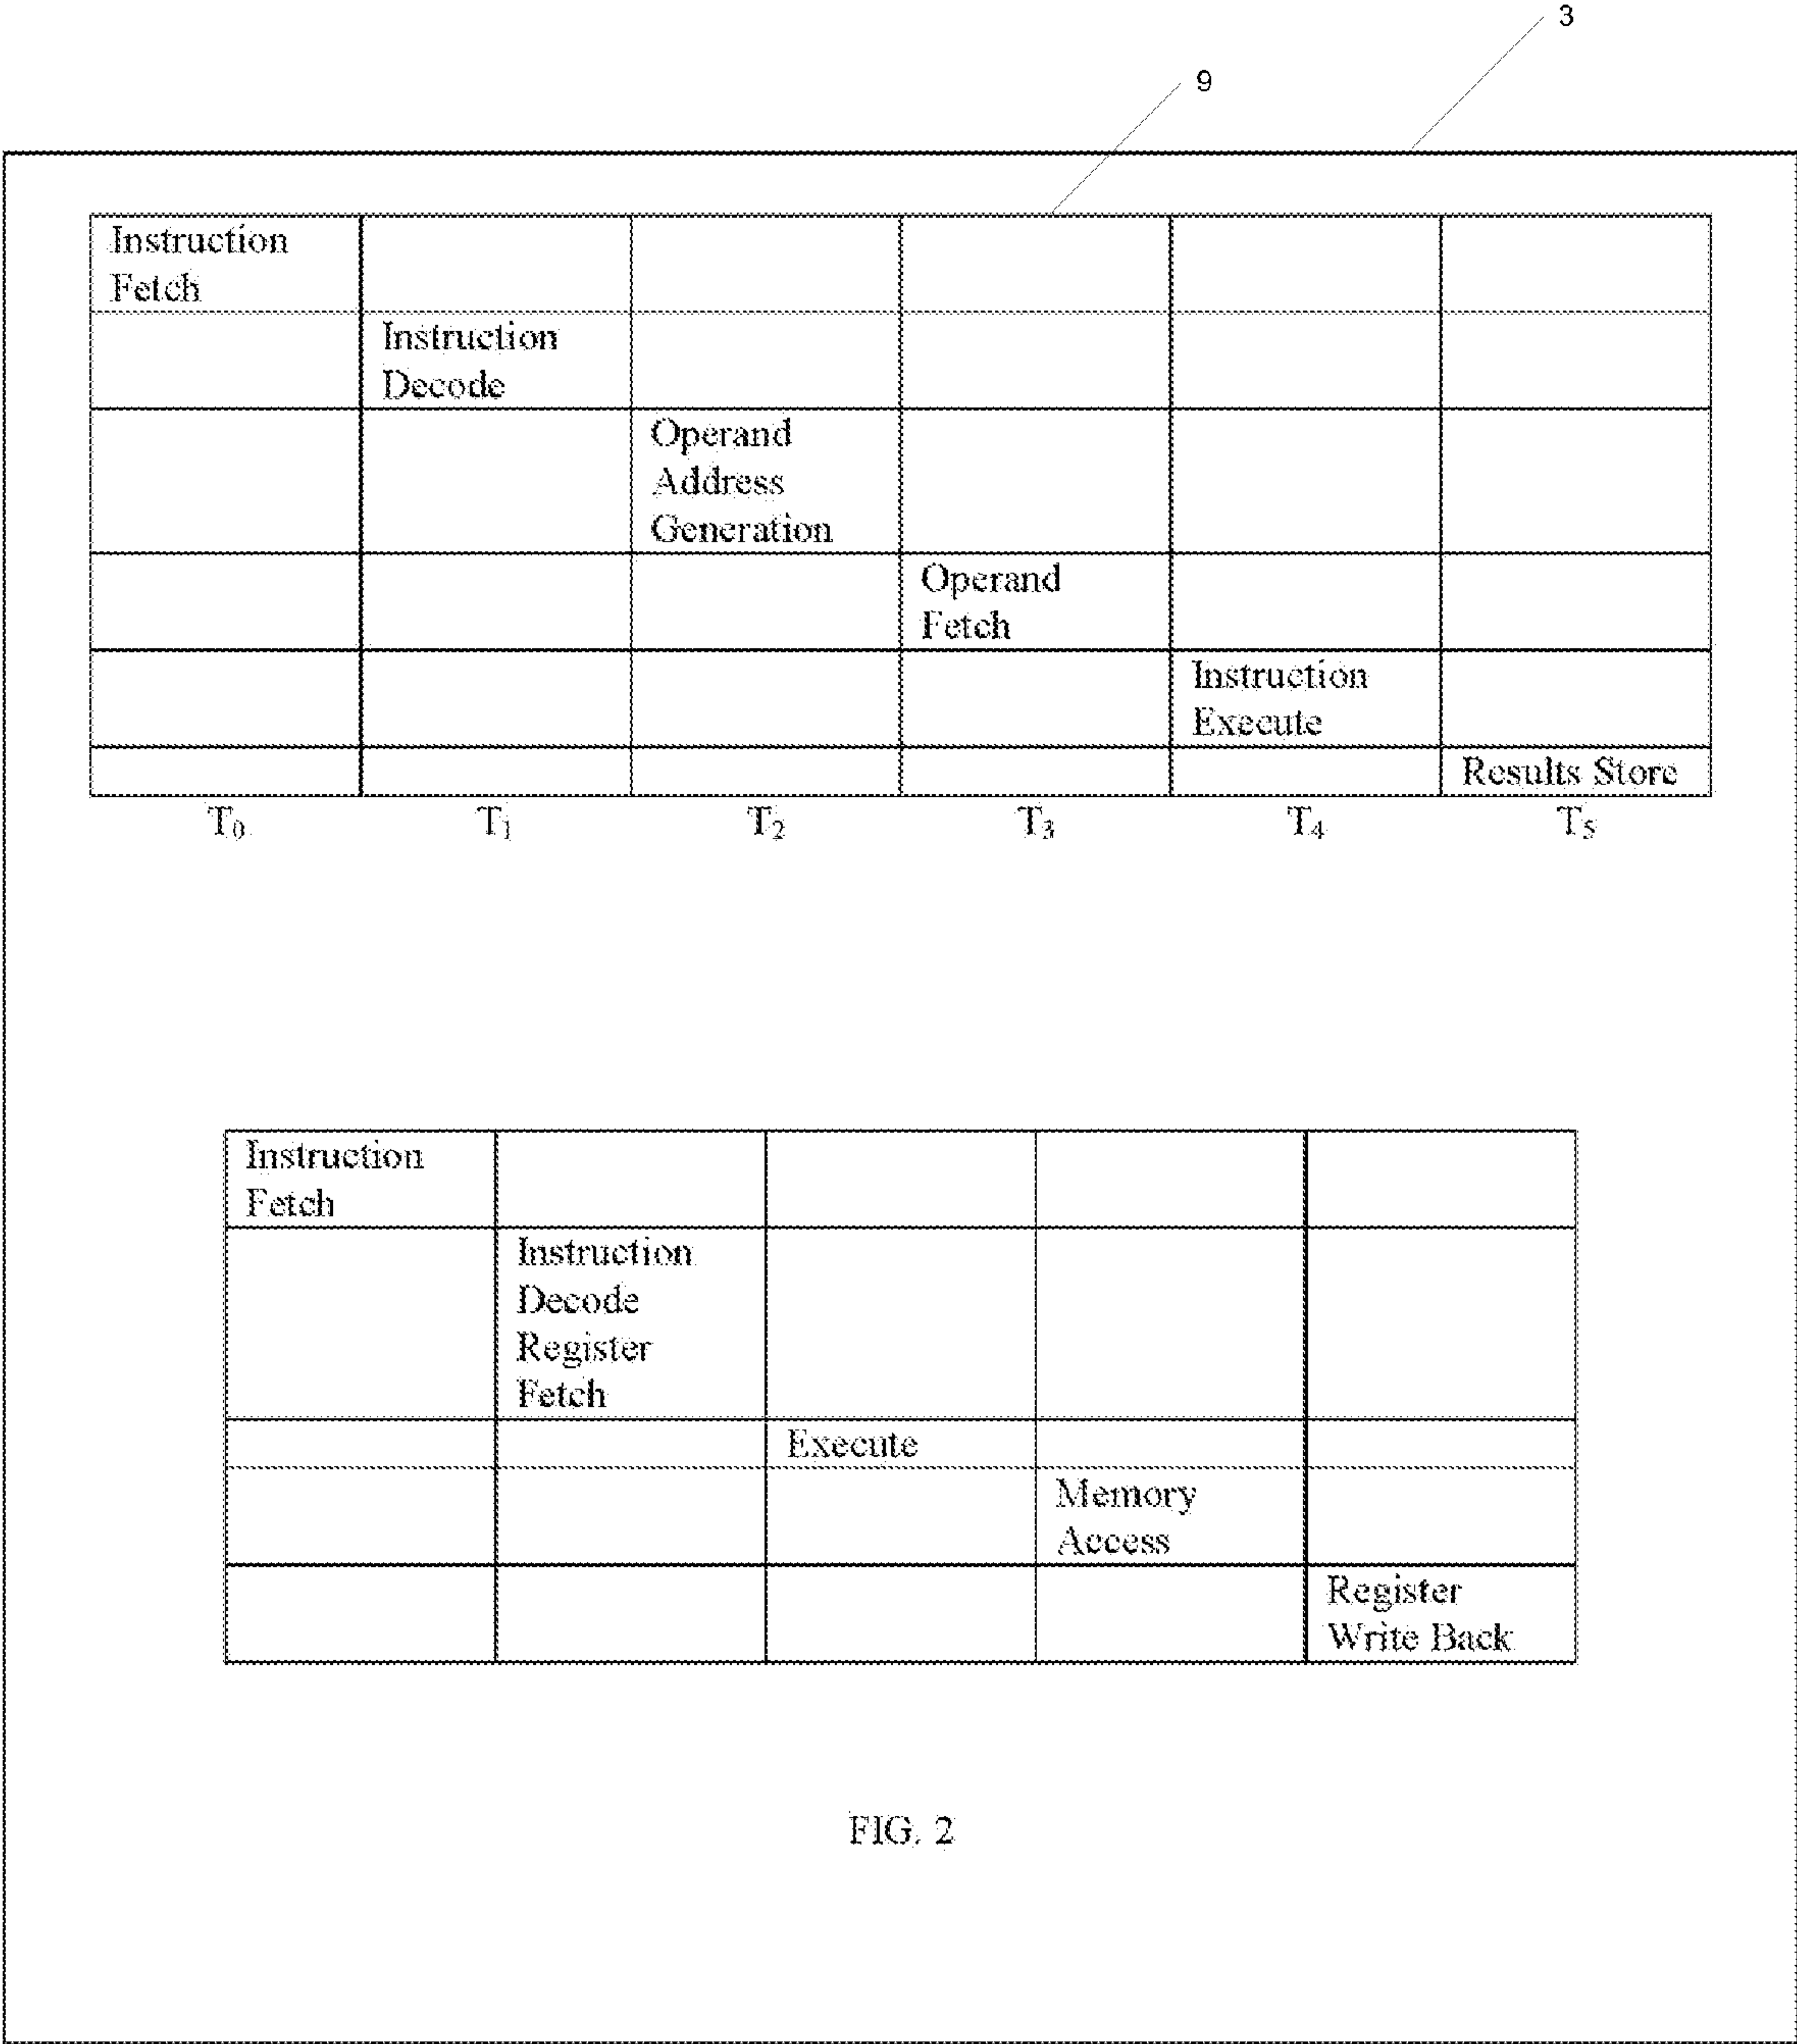 3
9
Instruction
Fetch
Instruction
Decode
Operand
Address
Generation
Operand
Fetch
Instruction
Execute
Results Store
T₀ T₁ T₂ T₃ T₄ T₅
Instruction
Fetch
Instruction
Decode
Register
Fetch
Execute
Memory
Access
Register
Write Back
FIG. 2